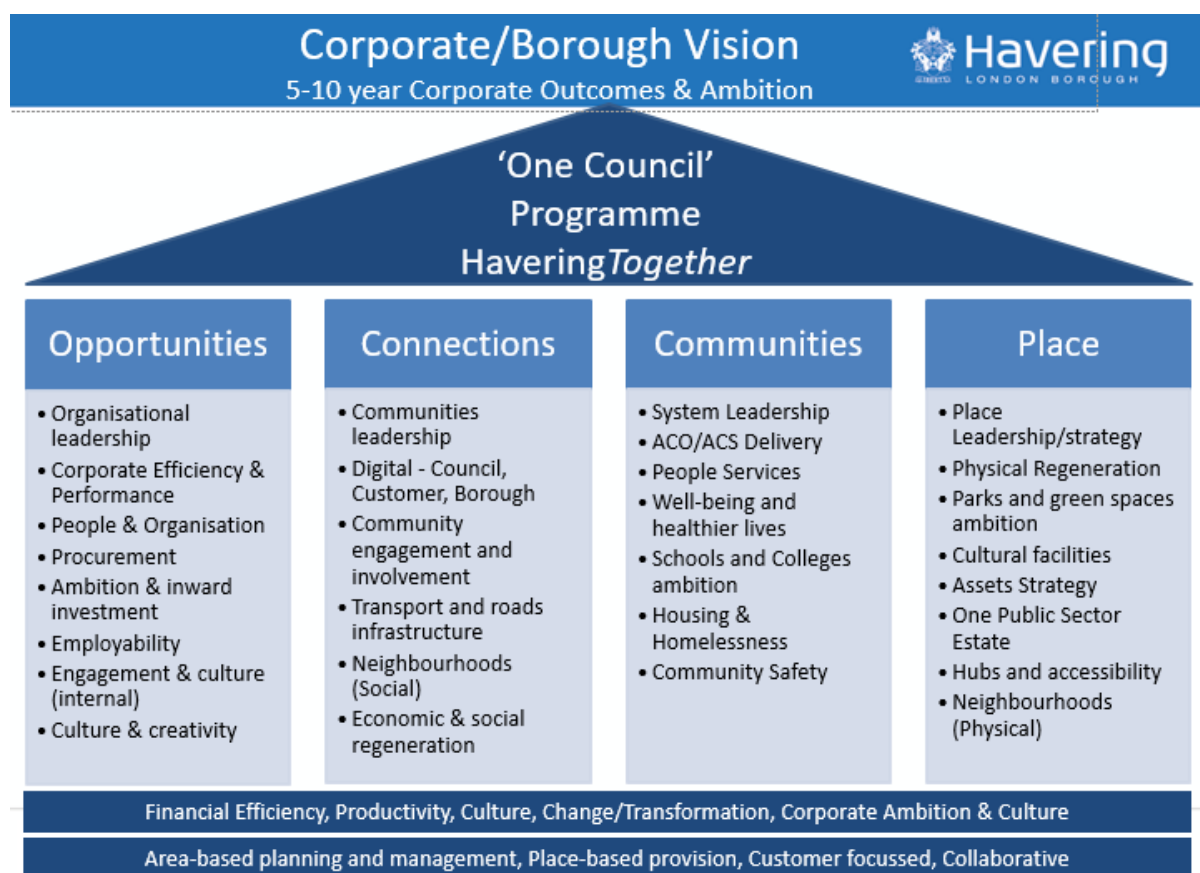 Corporate/Borough Vision
5-10 year Corporate Outcomes & Ambition
Havering
LONDON BOROUGH
‘One Council’
Programme
HaveringTogether
Opportunities
• Organisational
leadership
• Corporate Efficiency &
Performance
• People & Organisation
• Procurement
• Ambition & inward
investment
• Employability
• Engagement & culture
(internal)
• Culture & creativity
Connections
• Communities
leadership
• Digital - Council,
Customer, Borough
• Community
engagement and
involvement
• Transport and roads
infrastructure
• Neighbourhoods
(Social)
• Economic & social
regeneration
Communities
• System Leadership
• ACO/ACS Delivery
• People Services
• Well-being and
healthier lives
• Schools and Colleges
ambition
• Housing &
Homelessness
• Community Safety
Place
• Place
Leadership/strategy
• Physical Regeneration
• Parks and green spaces
ambition
• Cultural facilities
• Assets Strategy
• One Public Sector
Estate
• Hubs and accessibility
• Neighbourhoods
(Physical)
Financial Efficiency, Productivity, Culture, Change/Transformation, Corporate Ambition & Culture
Area-based planning and management, Place-based provision, Customer focussed, Collaborative